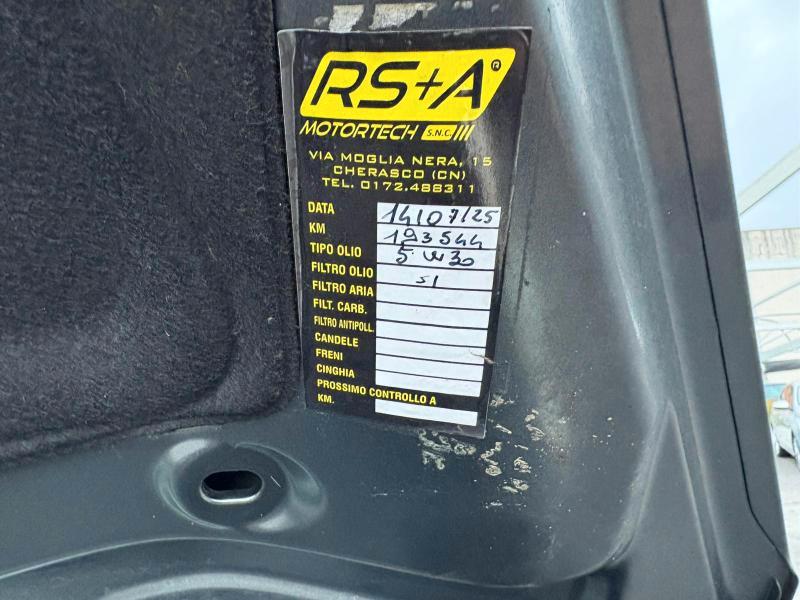 RS+A ®
MOTORTECH S.N.C.
VIA MOGLIA NERA, 15
CHERASCO (CN)
TEL. 0172.486311
DATA 14/07/25
KM 193544
TIPO OLIO 5 W30
FILTRO OLIO SI
FILTRO ARIA
FILT. CARB.
FILTRO ANTIPOLL.
CANDELE
FRENI
CINGHIA
PROSSIMO CONTROLLO A
KM.